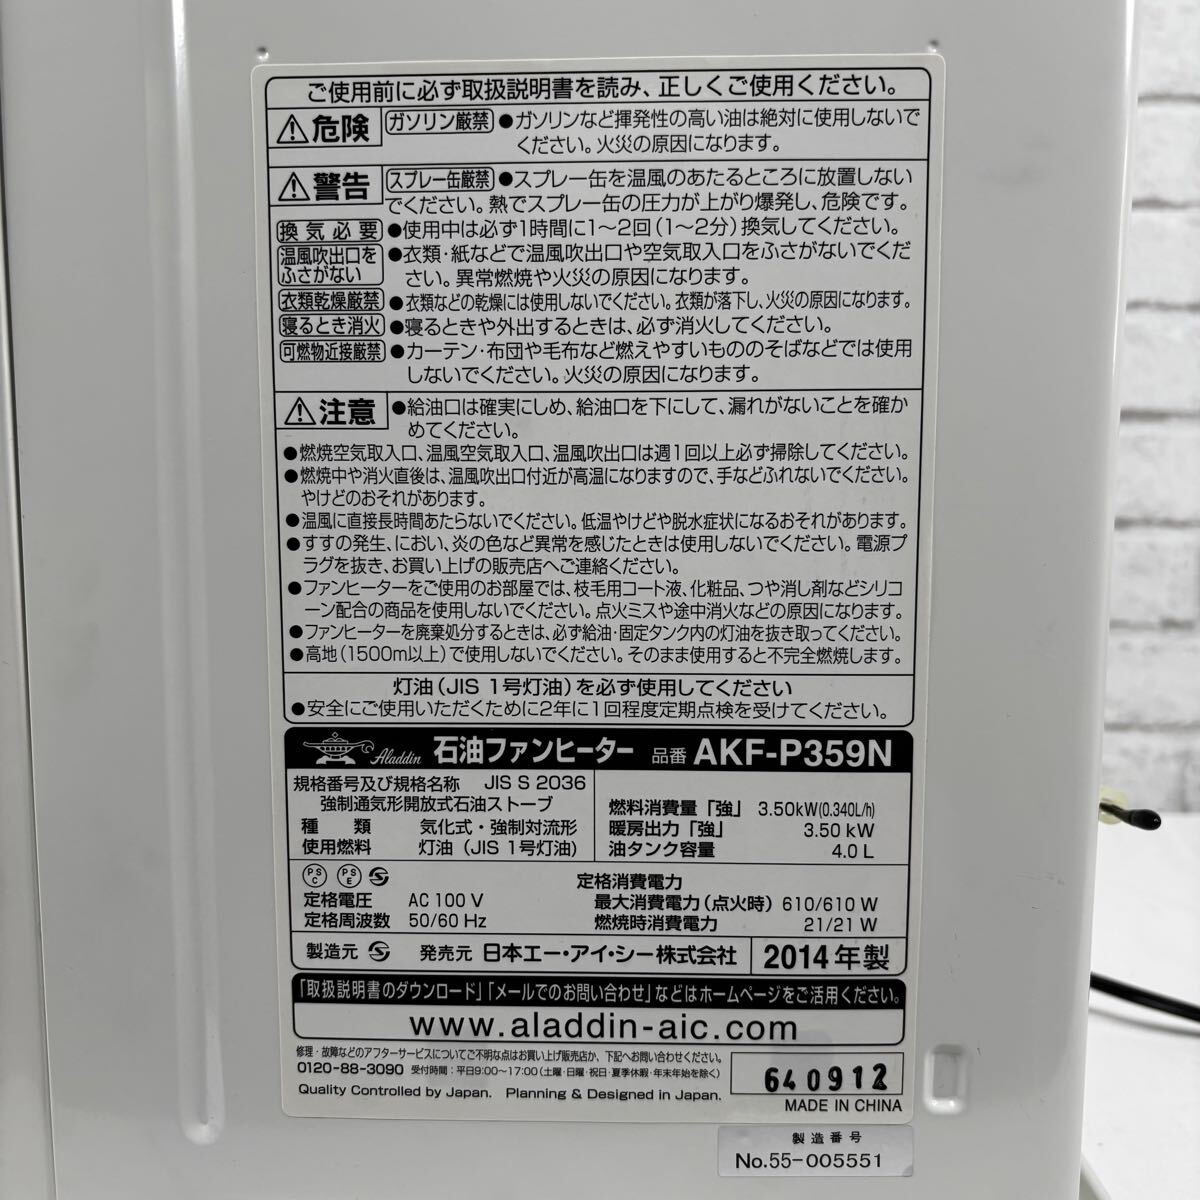 ご使用前に必ず取扱説明書を読み、正しくご使用ください。
⚠危険 ガソリン厳禁 ●ガソリンなど揮発性の高い油は絶対に使用しないで
ください。火災の原因になります。
⚠警告 スプレー缶厳禁 ●スプレー缶を温風のあたるところに放置しない
でください。熱でスプレー缶の圧力が上がり爆発し、危険です。
換気必要 ●使用中は必ず1時間に1〜2回(1〜2分)換気してください。
温風吹出口を
ふさがない
●衣類・紙などで温風吹出口や空気取入口をふさがないでくだ
さい。異常燃焼や火災の原因になります。
衣類乾燥厳禁 ●衣類などの乾燥には使用しないでください。衣類が落下し、火災の原因になります。
寝るとき消火 ●寝るときや外出するときは、必ず消火してください。
可燃物近接厳禁 ●カーテン・布団や毛布など燃えやすいもののそばなどでは使用
しないでください。火災の原因になります。
⚠注意 ●給油口は確実にしめ、給油口を下にして、漏れがないことを確か
めてください。
●燃焼空気取入口、温風空気取入口、温風吹出口は週1回以上必ず掃除してください。
●燃焼中や消火直後は、温風吹出口付近が高温になりますので、手などふれないでください。
やけどのおそれがあります。
●温風に直接長時間あたらないでください。低温やけどや脱水症状になるおそれがあります。
●すすの発生、におい、炎の色など異常を感じたときは使用しないでください。電源プ
ラグを抜き、お買い上げの販売店へご連絡ください。
●ファンヒーターをご使用のお部屋では、枝毛用コート液、化粧品、つや消し剤などシリコ
ーン配合の商品を使用しないでください。点火ミスや途中消火などの原因になります。
●ファンヒーターを廃棄処分するときは、必ず給油・固定タンク内の灯油を抜き取ってください。
●高地(1500m以上)で使用しないでください。そのまま使用すると不完全燃焼します。
灯油(JIS 1号灯油)を必ず使用してください
●安全にご使用いただくために2年に1回程度定期点検を受けてください。
Aladdin 石油ファンヒーター 品番 AKF-P359N
規格番号及び規格名称 JIS S 2036
強制通気形開放式石油ストーブ
種類 気化式・強制対流形
使用燃料 灯油(JIS 1号灯油)
燃料消費量「強」 3.50kW(0.340L/h)
暖房出力「強」 3.50 kW
油タンク容量 4.0 L
PSC PSE S
定格電圧 AC 100 V
定格周波数 50/60 Hz
定格消費電力
最大消費電力(点火時) 610/610 W
燃焼時消費電力 21/21 W
製造元 S 発売元 日本エー・アイ・シー株式会社 2014年製
「取扱説明書のダウンロード」「メールでのお問い合わせ」などはホームページをご活用ください。
www.aladdin-aic.com
修理・故障などのアフターサービスについてご不明な点はお買い上げ販売店か、下記へお問い合わせください。
0120-88-3090 受付時間:平日9:00〜17:00(土曜・日曜・祝日・夏季休暇・年末年始を除く)
Quality Controlled by Japan. Planning & Designed in Japan.
640912
MADE IN CHINA
製造番号
No.55-005551